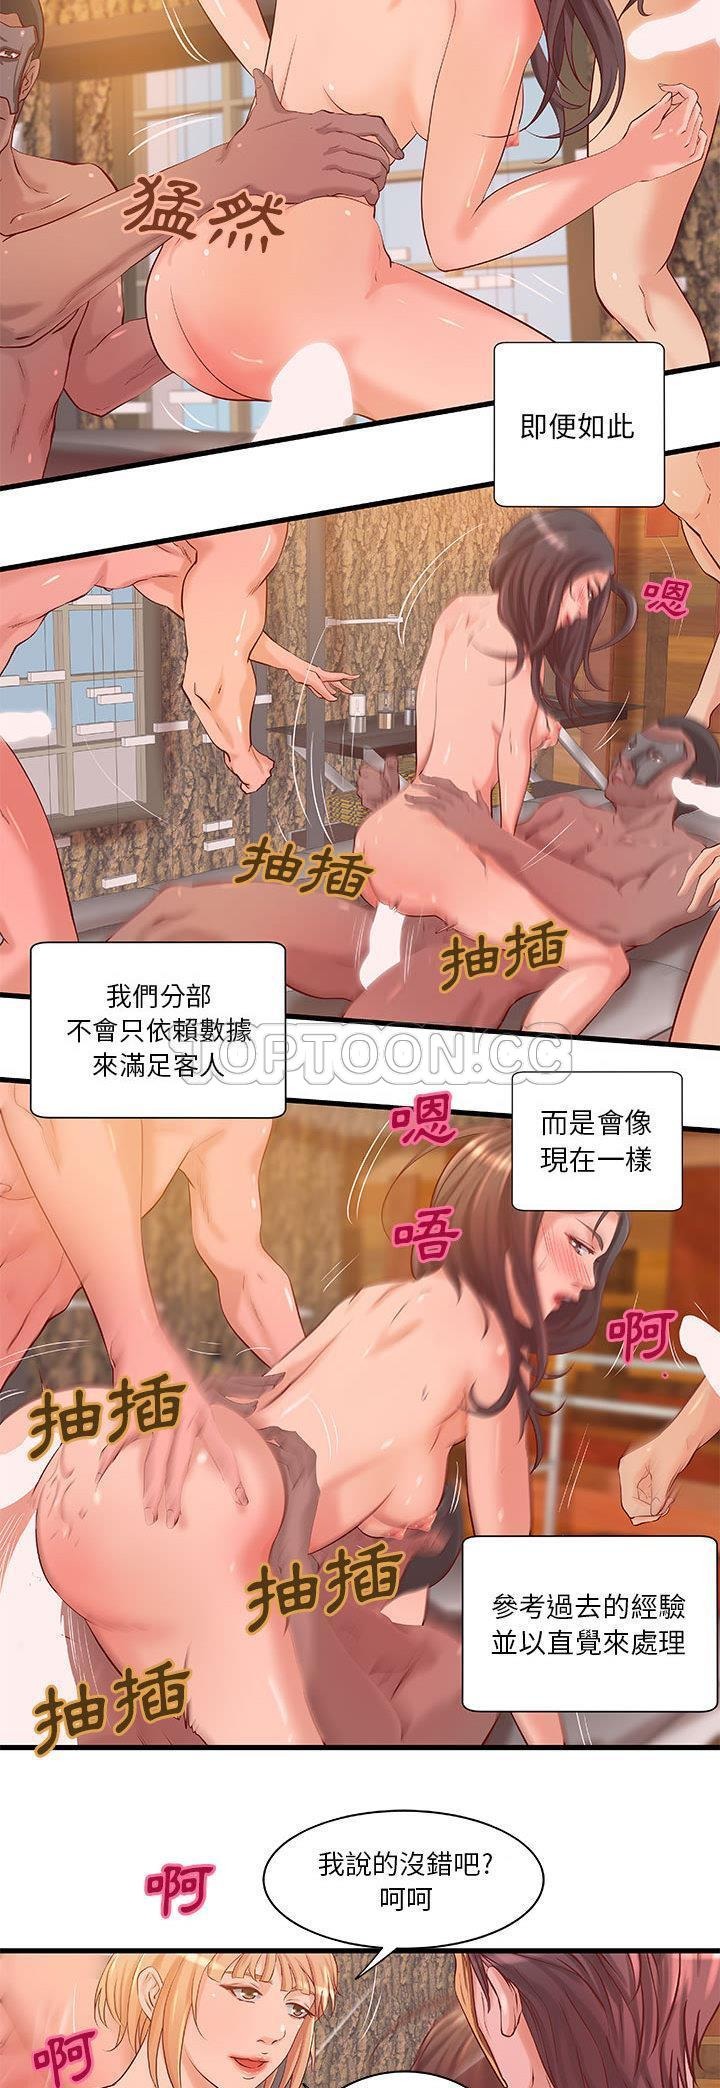 猛然
即便如此
嗯
抽插
抽插
我們分部
不會只依賴數據
來滿足客人
TOPTOON.CC
而是會像
現在一樣
嗯
唔
啊
抽插
抽插
參考過去的經驗
並以直覺來處理
抽插
我說的沒錯吧?
呵呵
啊
啊